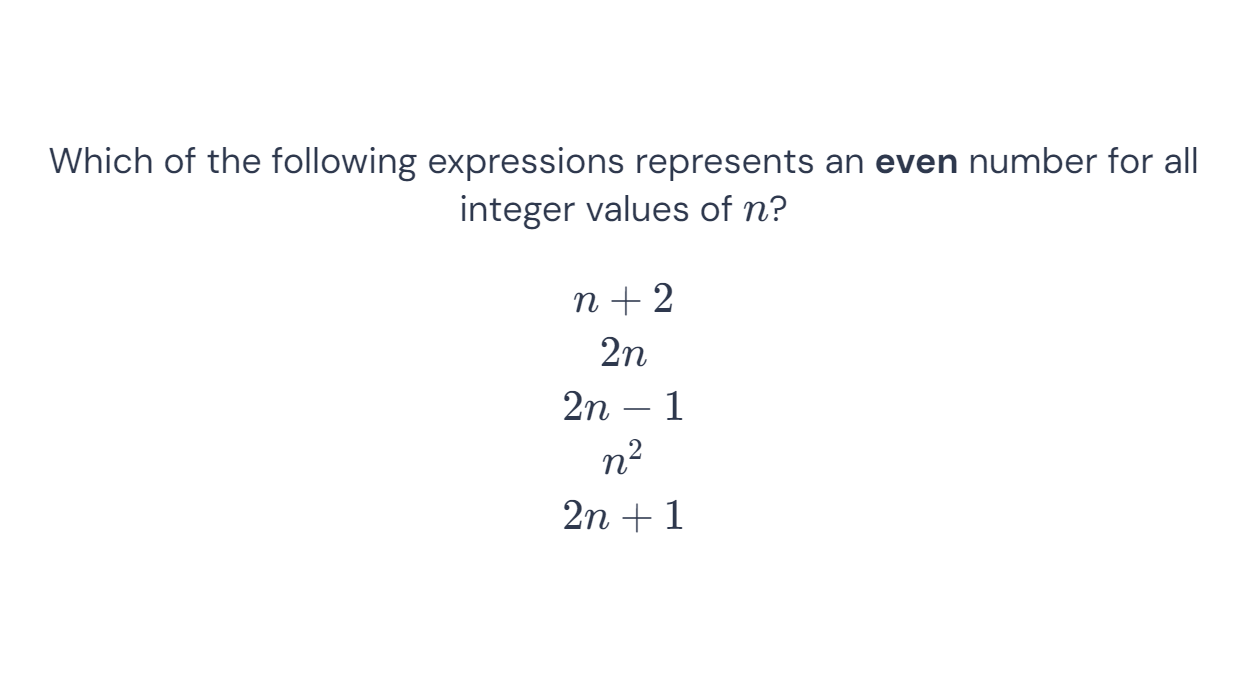 Which of the following expressions represents an even number for all
integer values of n?
n + 2
2n
2n − 1
n²
2n + 1